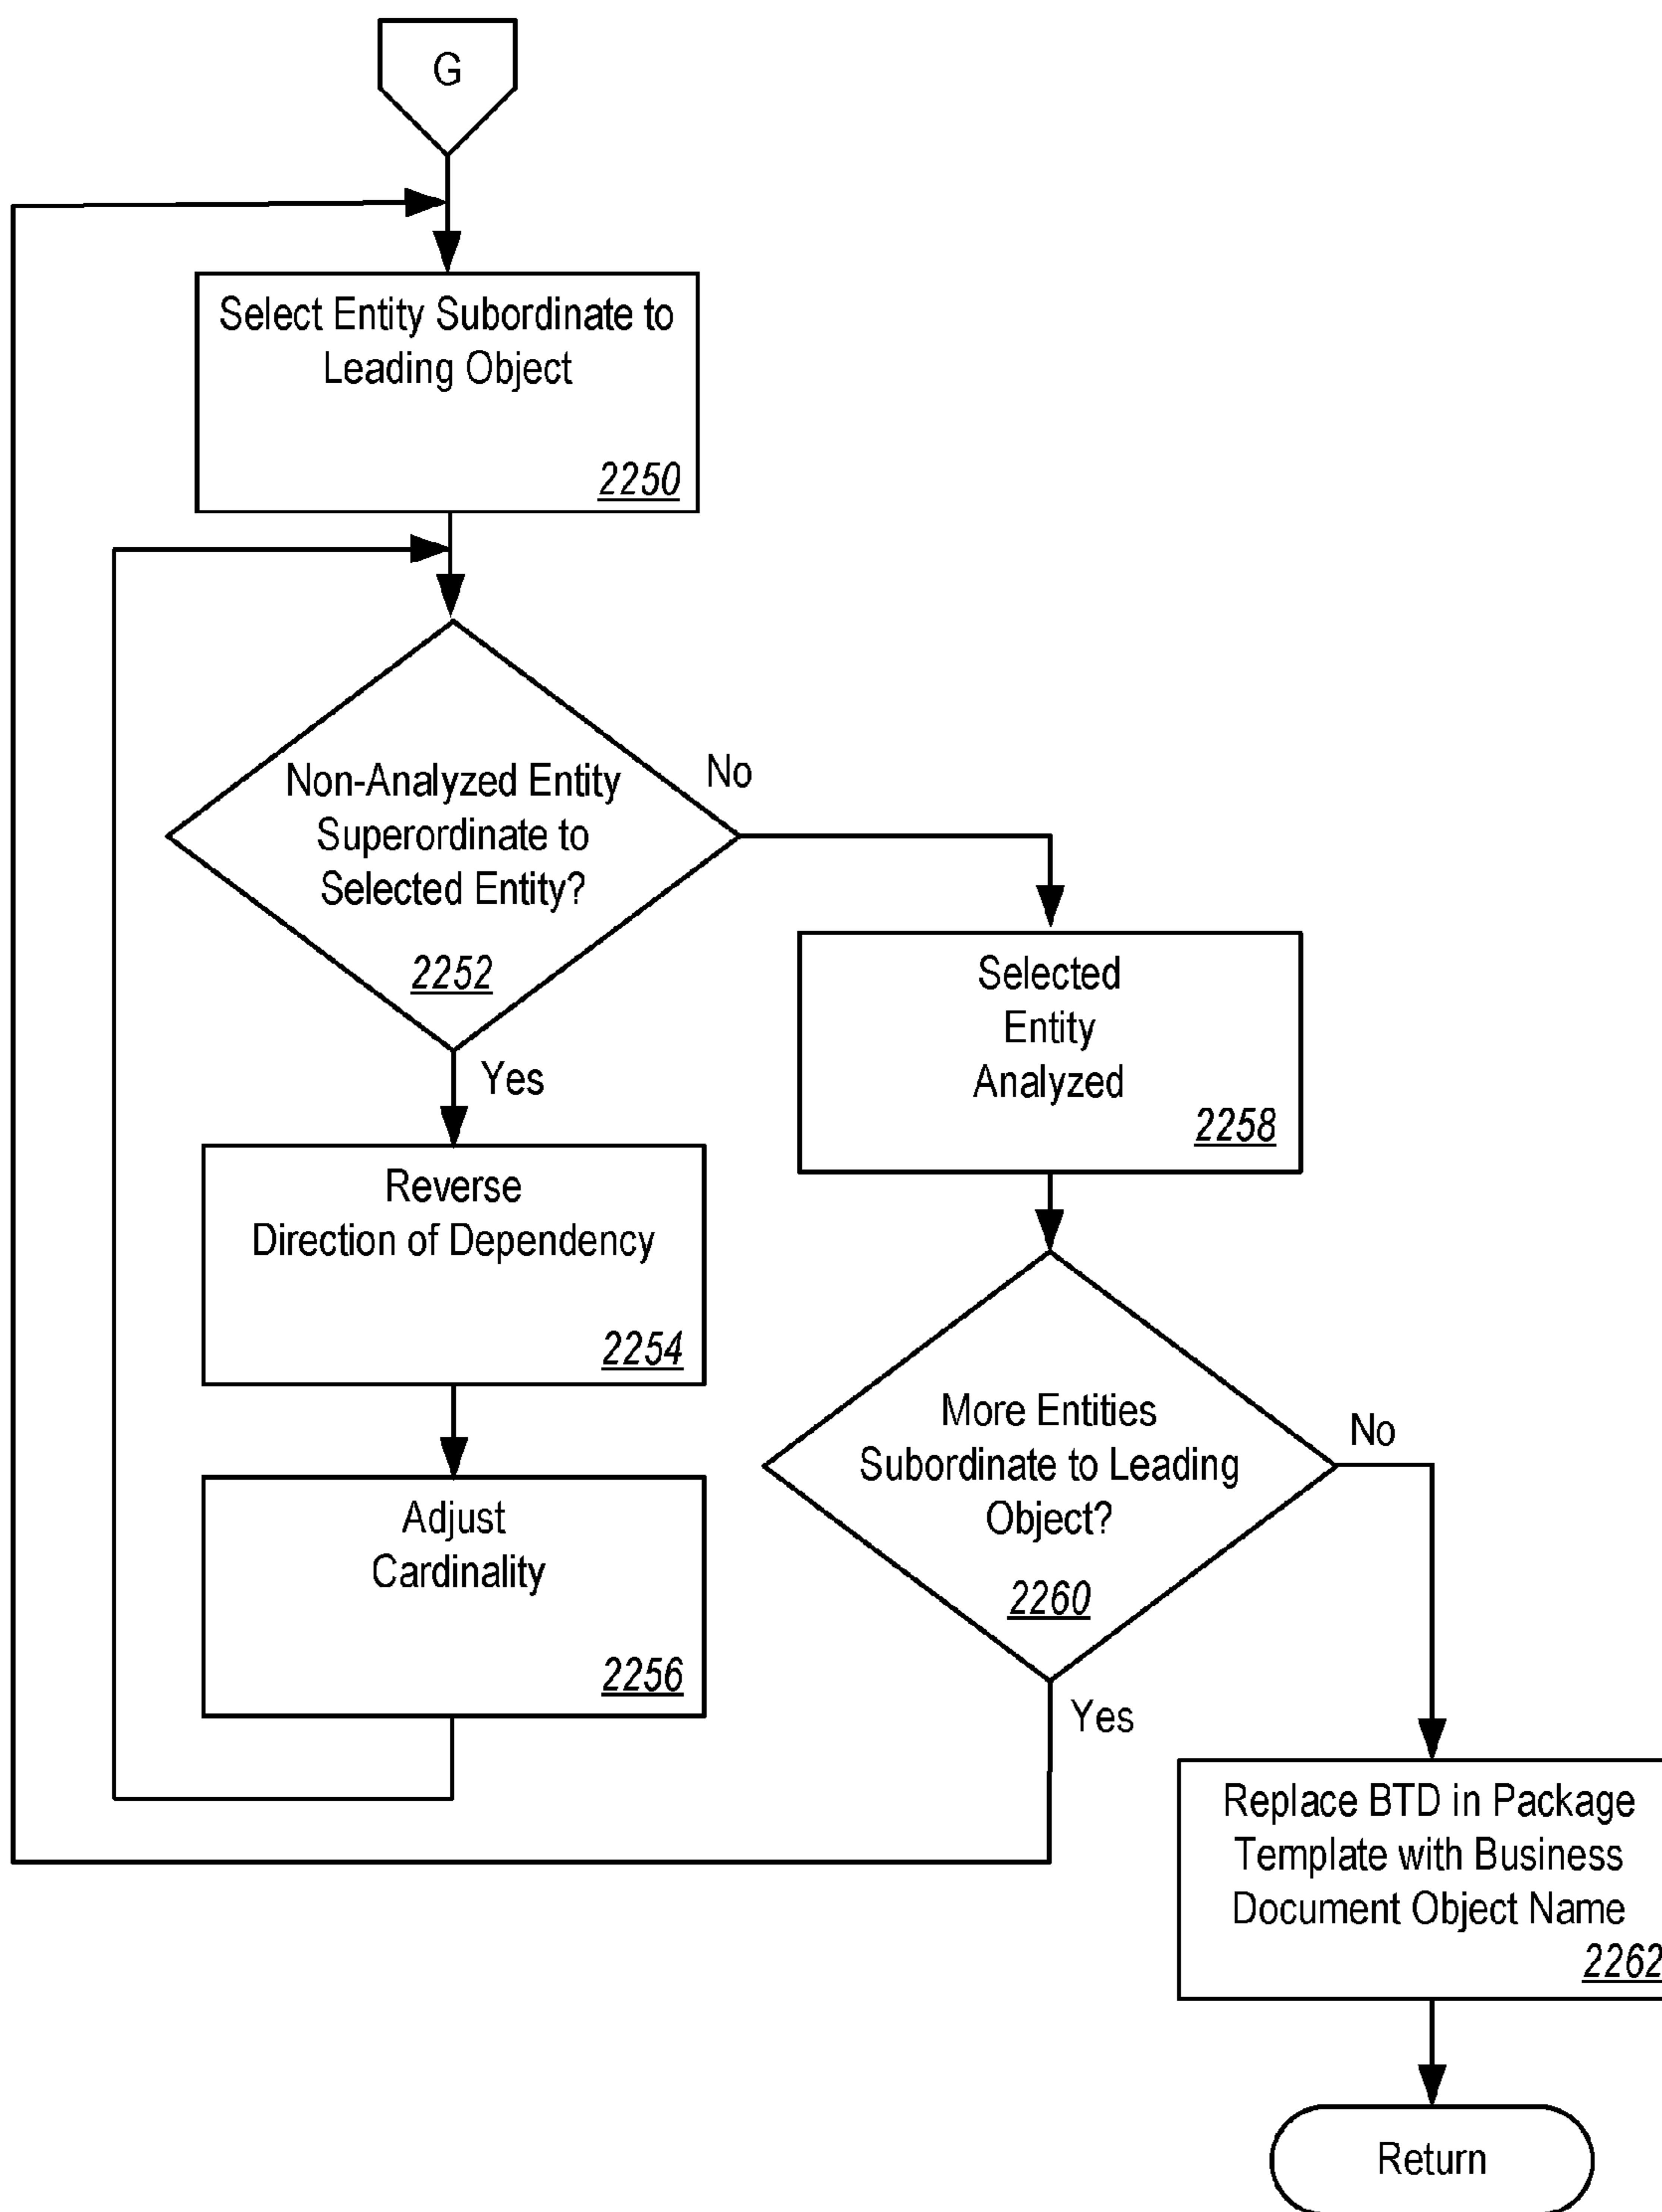 G
Select Entity Subordinate to
Leading Object
2250
Non-Analyzed Entity
Superordinate to
Selected Entity?
2252
No
Yes
Reverse
Direction of Dependency
2254
Adjust
Cardinality
2256
Selected
Entity
Analyzed
2258
More Entities
Subordinate to Leading
Object?
2260
No
Yes
Replace BTD in Package
Template with Business
Document Object Name
2262
Return